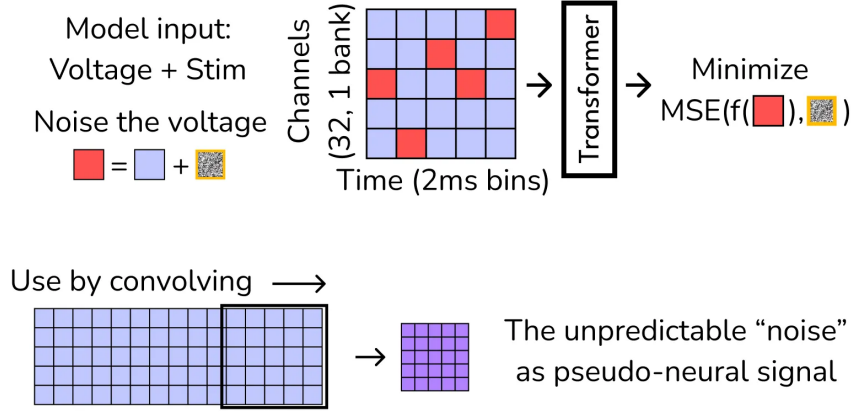 Model input:
Voltage + Stim
Noise the voltage
= +
Channels
(32, 1 bank)
Time (2ms bins)
Transformer
Minimize
MSE(f( ), )
Use by convolving
The unpredictable “noise”
as pseudo-neural signal